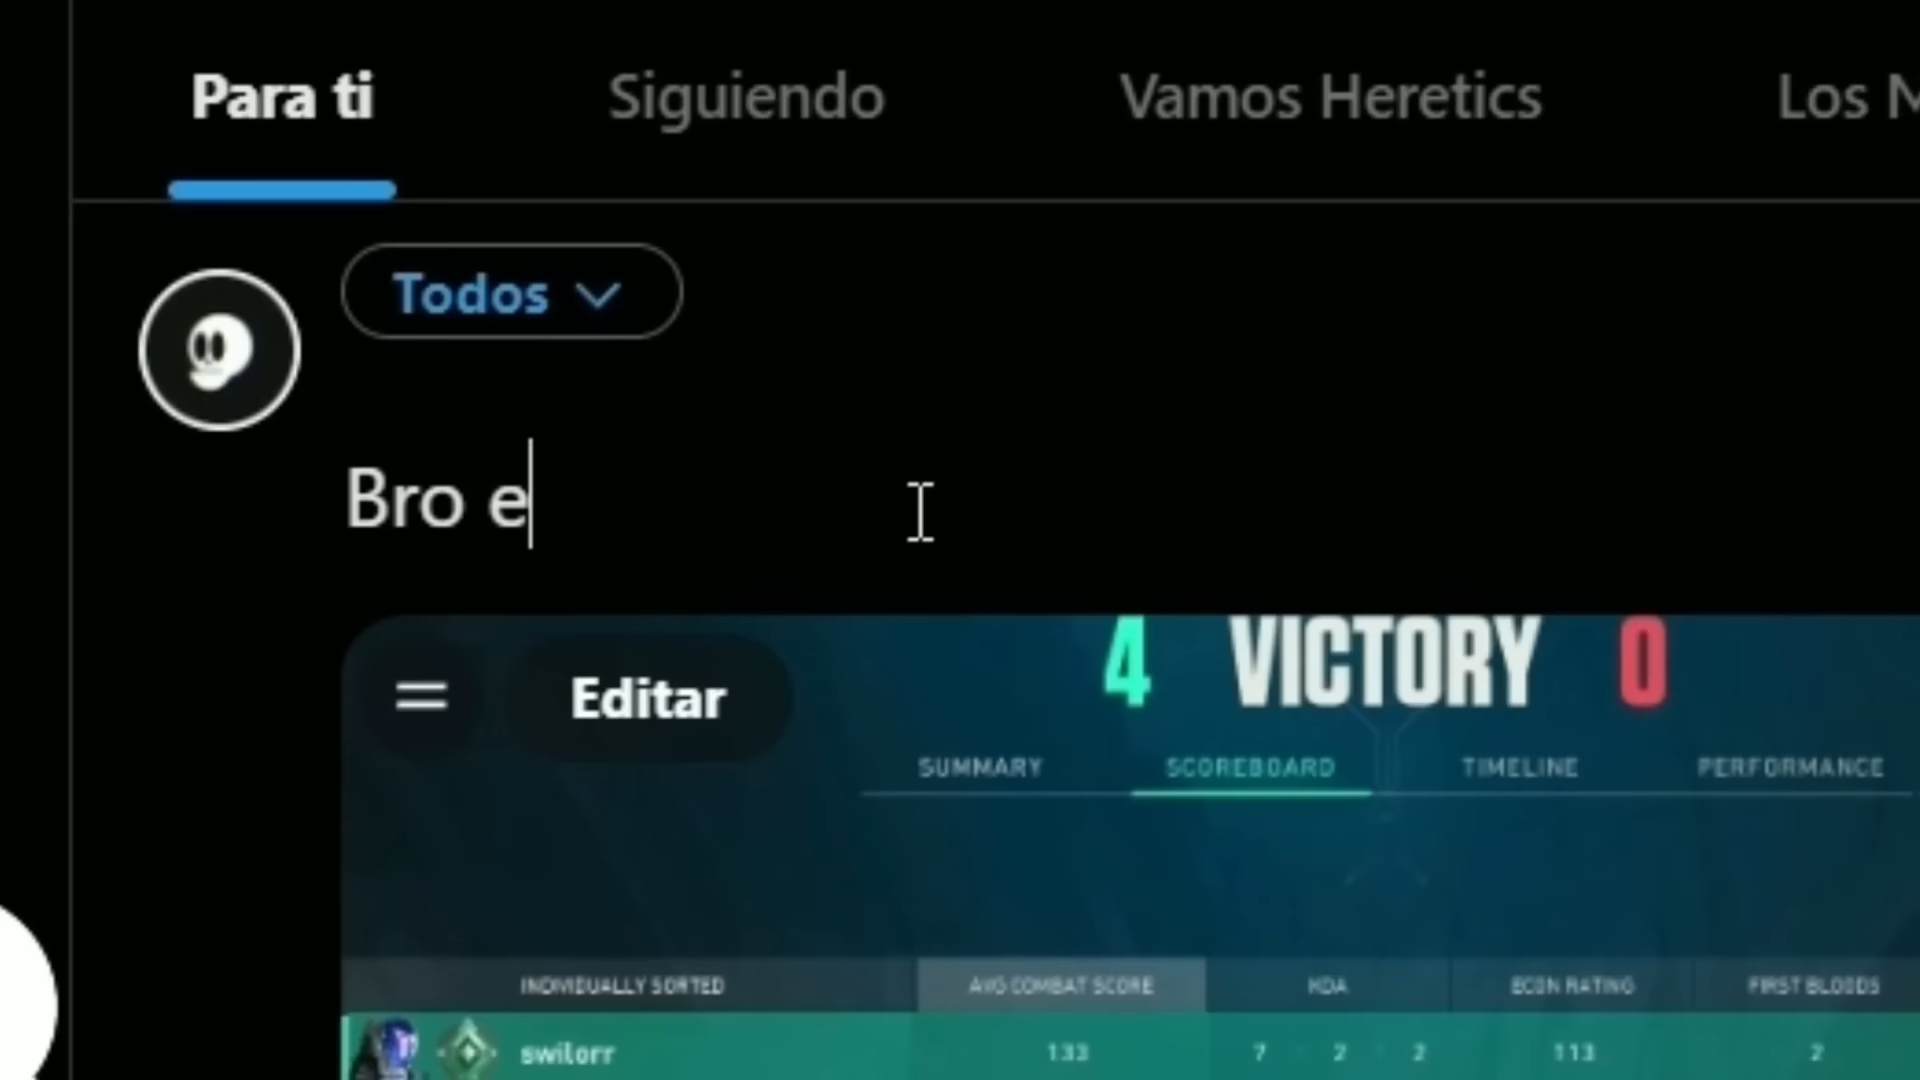 Para ti Siguiendo Vamos Heretics Los M
Todos
Bro e
Editar
4 VICTORY 0
SUMMARY SCOREBOARD TIMELINE PERFORMANCE
INDIVIDUALLY SORTED AVG COMBAT SCORE KDA ECON RATING FIRST BLOODS
swilorr 133 7 2 2 113 2